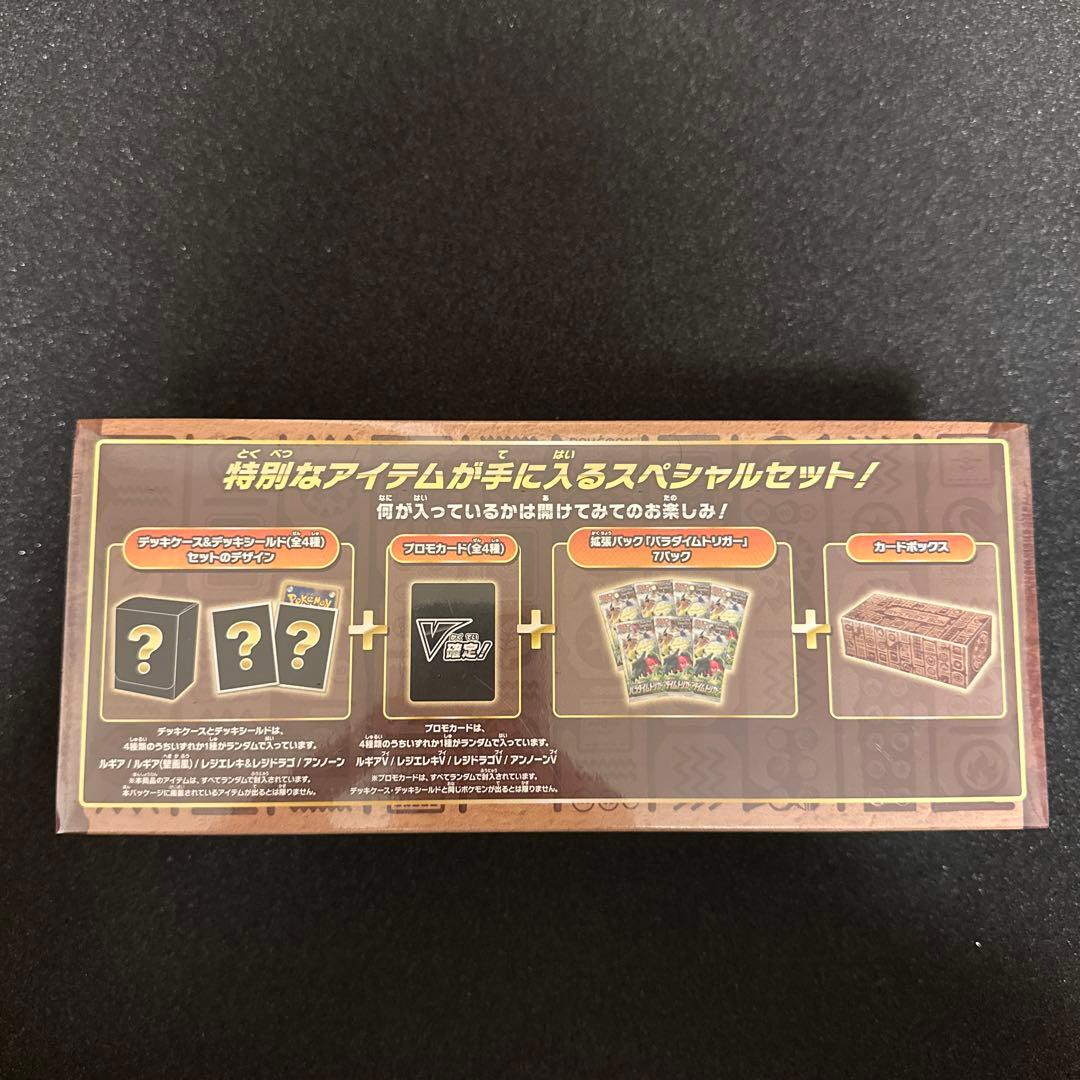 特別なアイテムが手に入るスペシャルセット!
何が入っているかは開けてみてのお楽しみ!
デッキケース&デッキシールド(全4種)
セットのデザイン
?
? ?
Pokémon
デッキケースとデッキシールドは、
4種類のうちいずれか1種がランダムで入っています。
ルギア/ルギア(壁画風)/レジエレキ&レジドラゴ/アンノーン
※本商品のアイテムは、すべてランダムで封入されています。
本パッケージに掲載されているアイテムが出るとは限りません。
+
プロモカード(全4種)
V確定!!
プロモカードは、
4種類のうちいずれか1種がランダムで入っています。
ルギアV/レジエレキV/レジドラゴV/アンノーンV
※プロモカードは、すべてランダムで封入されています。
デッキケース・デッキシールドと同じポケモンが出るとは限りません。
+
拡張パック「パラダイムトリガー」
7パック
パラダイムトリガー
+
カードボックス